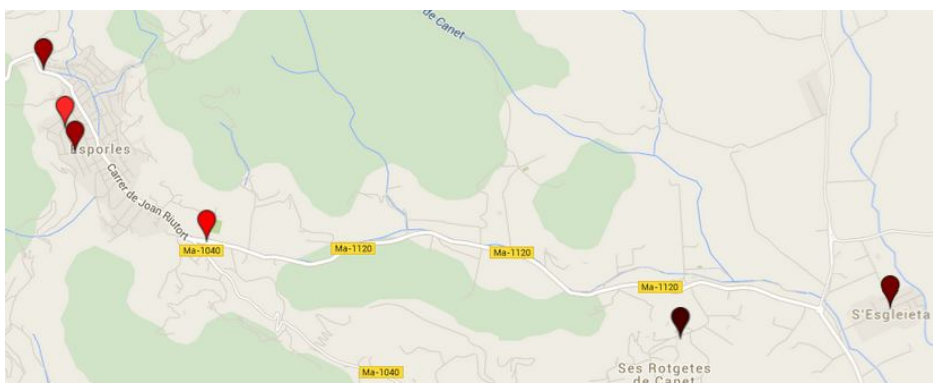 de Canet
Esporles
Carrer de Joan Riutort
Ma-1040
Ma-1120
Ma-1120
Ma-1120
S'Esgleieta
Ses Rotgetes
de Canet
Ma-1040